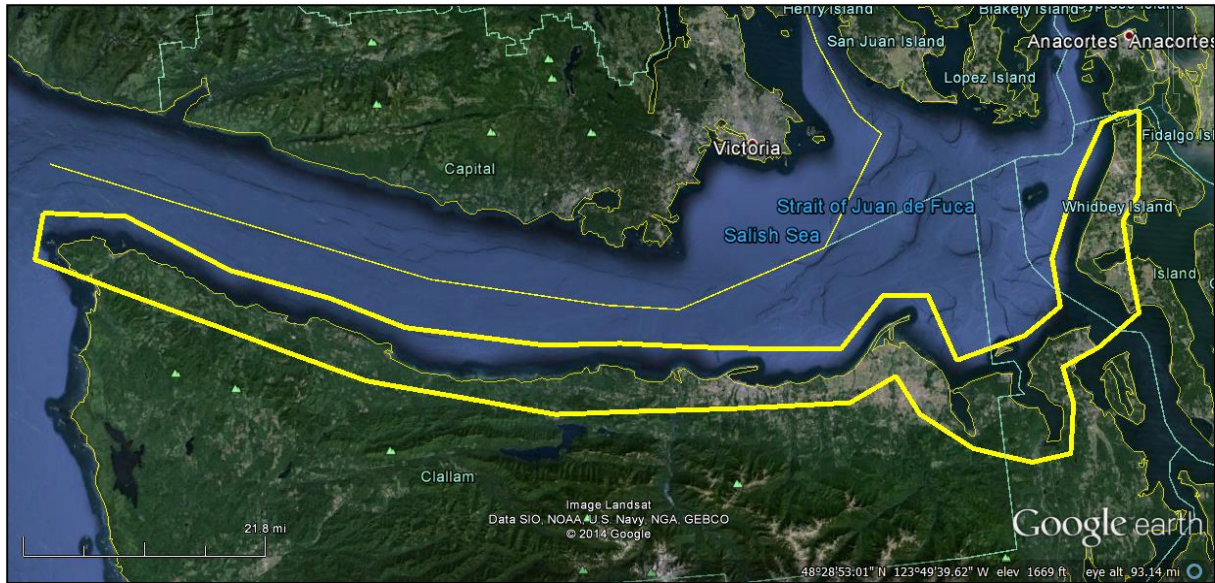 Henry Island
Blakely Island
Cypress Island
San Juan Island
Anacortes
Anacortes
Lopez Island
Fidalgo Isl
Victoria
Capital
Whidbey Island
Strait of Juan de Fuca
Salish Sea
Island
Clallam
Image Landsat
Data SIO, NOAA, U.S. Navy, NGA, GEBCO
© 2014 Google
21.8 mi
Google earth
48°28'53.01" N 123°49'39.62" W elev 1669 ft eye alt 93.14 mi